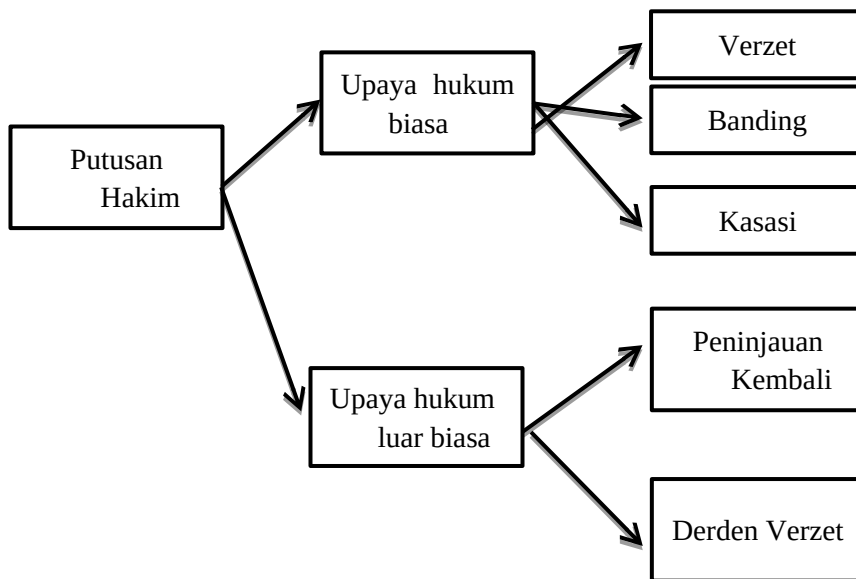 Putusan
Hakim
Upaya hukum
biasa
Verzet
Banding
Kasasi
Upaya hukum
luar biasa
Peninjauan
Kembali
Derden Verzet